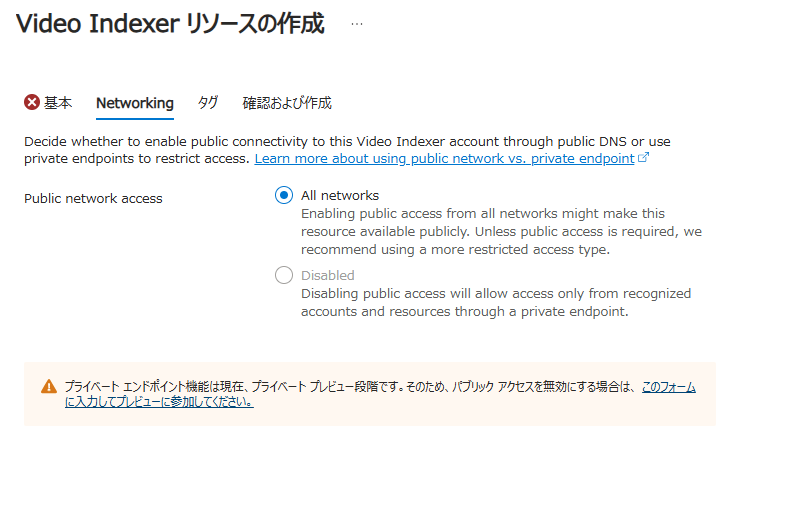 Video Indexer リソースの作成 …
基本 Networking タグ 確認および作成
Decide whether to enable public connectivity to this Video Indexer account through public DNS or use
private endpoints to restrict access. Learn more about using public network vs. private endpoint
Public network access
All networks
Enabling public access from all networks might make this
resource available publicly. Unless public access is required, we
recommend using a more restricted access type.
Disabled
Disabling public access will allow access only from recognized
accounts and resources through a private endpoint.
プライベート エンドポイント機能は現在、プライベート プレビュー段階です。そのため、パブリック アクセスを無効にする場合は、このフォーム
に入力してプレビューに参加してください。